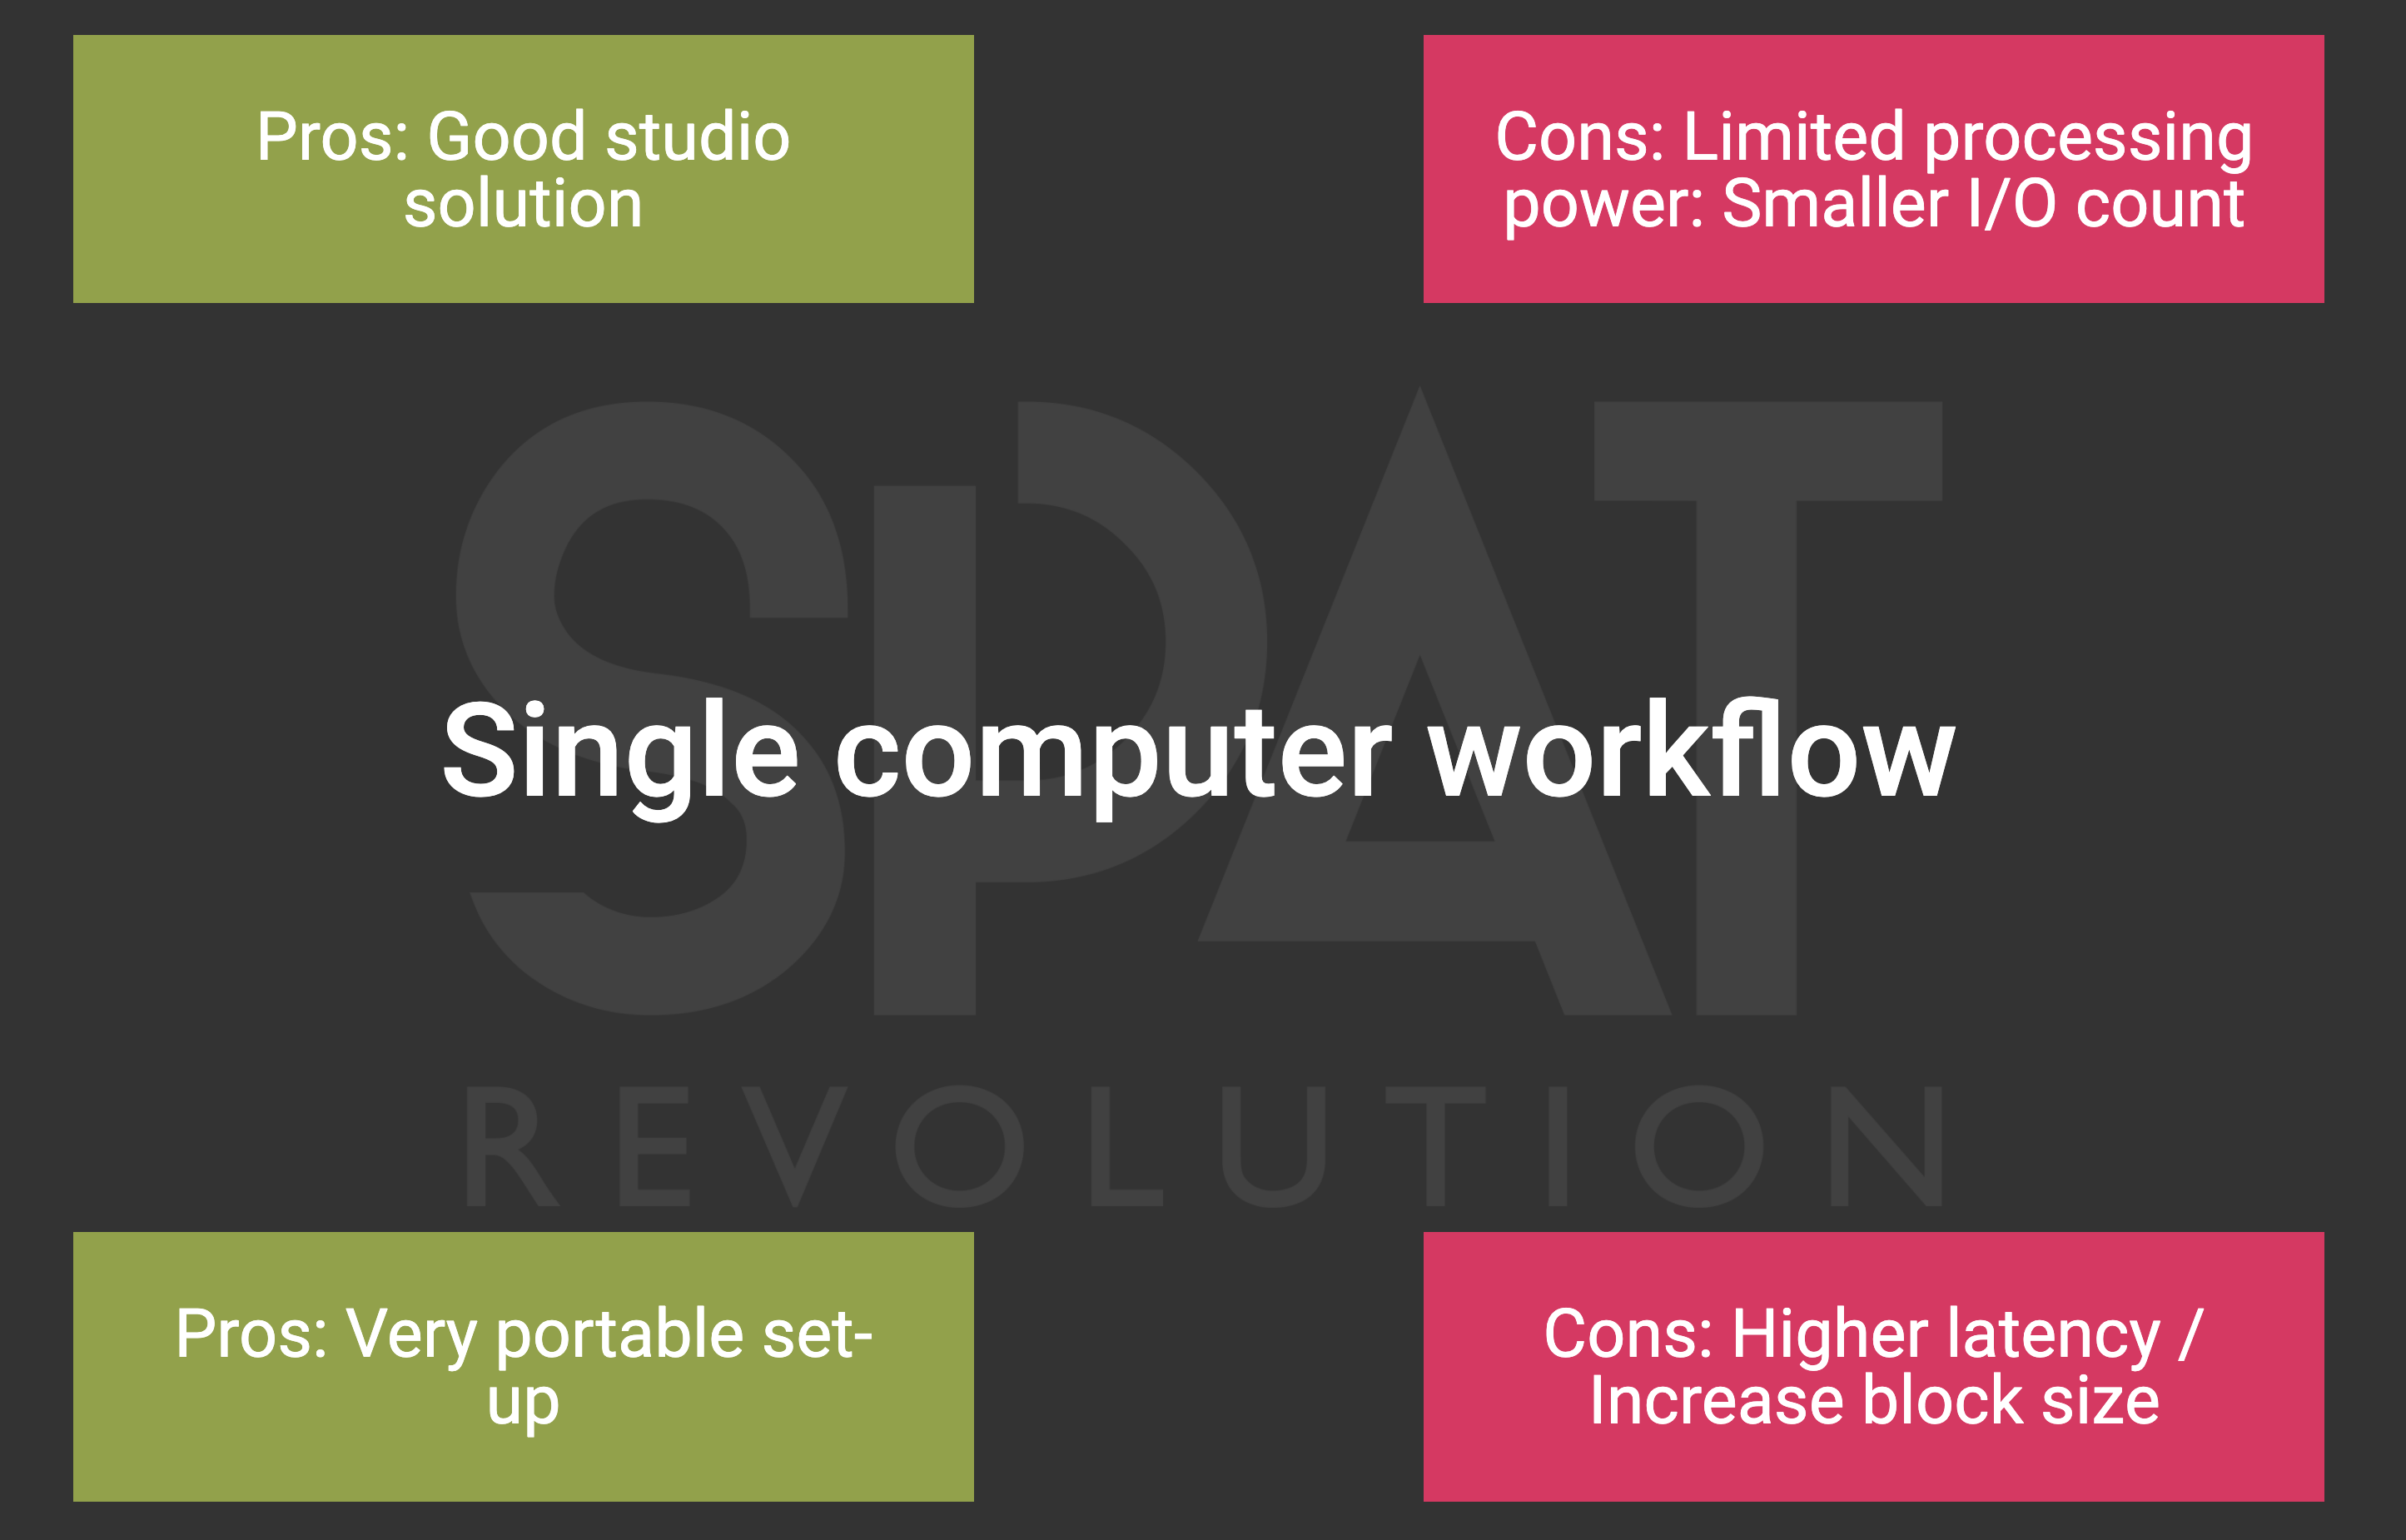 Pros: Good studio
solution
Cons: Limited processing
power: Smaller I/O count
SPAT
Single computer workflow
REVOLUTION
Pros: Very portable set-
up
Cons: Higher latency /
Increase block size